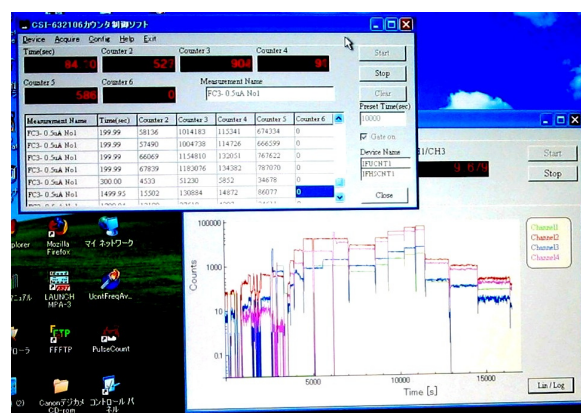 CSI-632106カウンタ制御ソフト
Device Acquire Config Help Exit
Time(sec) Counter 2 Counter 3 Counter 4
Start
Counter 5 Counter 6 Measurement Name
Stop
586 0 FC3- 0.5uA No1
Clear
Preset Time(sec)
10000
Measurement Name Time(sec) Counter 2 Counter 3 Counter 4 Counter 5 Counter 6
FC3- 0.5uA No1 199.99 58136 1014183 115341 674334 0
Gate on
FC3- 0.5uA No1 199.99 57490 1004738 114726 666599 0
Device Name
FC3- 0.5uA No1 199.99 66069 1154810 132051 767622 0
IFUCNT1
FC3- 0.5uA No1 199.99 67839 1183076 134382 787070 0
IFHSCNT1
FC3- 0.5uA No1 300.00 4533 51230 5852 34678 0
FC3- 0.5uA No1 1499.95 15502 130884 14872 86077 0
Close
/CH3
Start
Stop
Mozilla Firefox
マイ ネットワーク
LAUNCH MPA-3
UcntFreqAv...
FFFTP
PulseCount
(2)
Canonデジカメ CD-rom
コントロール パネル
100000
1000
10
0.1
Counts
5000 10000 15000
Time [s]
Channel1
Channel2
Channel3
Channel4
Lin / Log